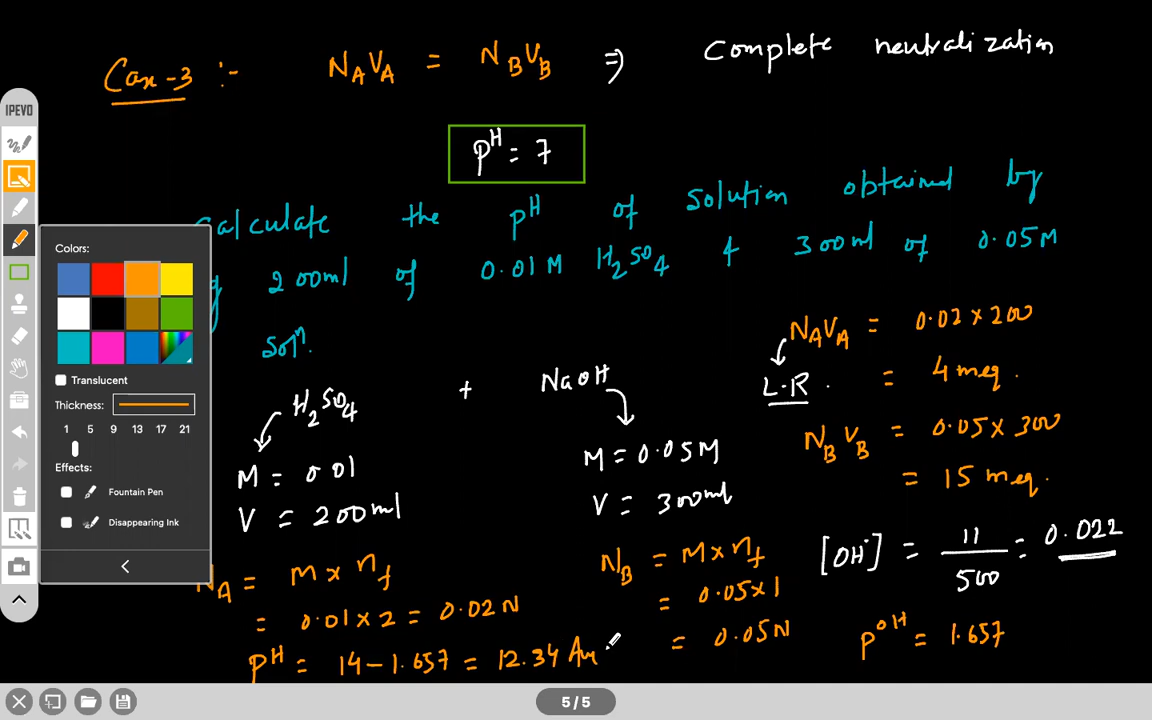 Case-3 :- NAVA = NBVB ⇒ Complete neutralization
pH = 7
Calculate the pH of solution obtained by
200ml of 0.01M H2SO4 & 300ml of 0.05M
Solⁿ.
IPEVO
Colors:
Translucent
Thickness:
1 5 9 13 17 21
Effects:
Fountain Pen
Disappearing Ink
H2SO4 + NaOH
M = 0.01
V = 200ml
M = 0.05M
V = 300ml
NA = M × nf
= 0.01 × 2 = 0.02 N
NB = M × nf
= 0.05 × 1
= 0.05N
NAVA = 0.02 × 200
L.R. = 4 meq.
NBVB = 0.05 × 300
= 15 meq.
[OH-] = 11/500 = 0.022
pOH = 1.657
pH = 14 - 1.657 = 12.34 Ans
5/5